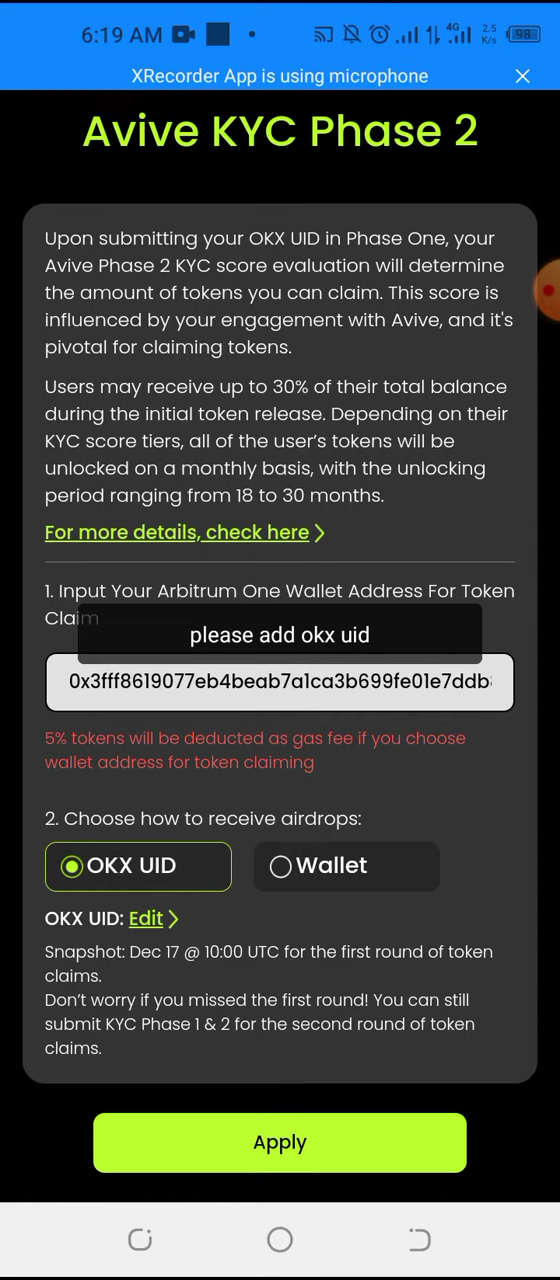 6:19 AM
4G
2.5
K/s
98
XRecorder App is using microphone
Avive KYC Phase 2
Upon submitting your OKX UID in Phase One, your
Avive Phase 2 KYC score evaluation will determine
the amount of tokens you can claim. This score is
influenced by your engagement with Avive, and it's
pivotal for claiming tokens.
Users may receive up to 30% of their total balance
during the initial token release. Depending on their
KYC score tiers, all of the user's tokens will be
unlocked on a monthly basis, with the unlocking
period ranging from 18 to 30 months.
For more details, check here
1. Input Your Arbitrum One Wallet Address For Token
Claim
please add okx uid
0x3fff8619077eb4beab7a1ca3b699fe01e7ddb
5% tokens will be deducted as gas fee if you choose
wallet address for token claiming
2. Choose how to receive airdrops:
OKX UID
Wallet
OKX UID: Edit
Snapshot: Dec 17 @ 10:00 UTC for the first round of token
claims.
Don't worry if you missed the first round! You can still
submit KYC Phase 1 & 2 for the second round of token
claims.
Apply